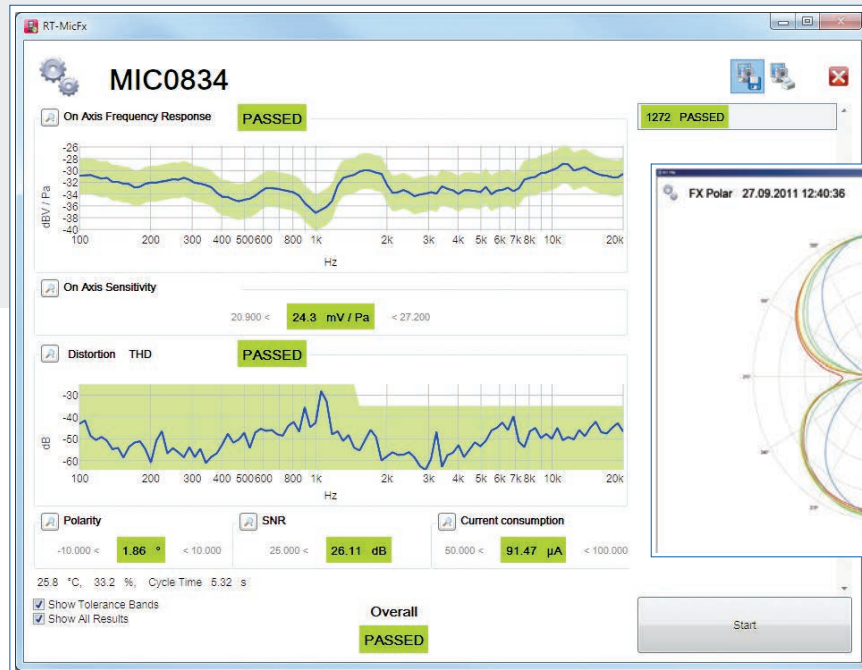 RT-MicFx
MIC0834
On Axis Frequency Response PASSED
1272 PASSED
-26
-28
-30
-32
-34
-36
-38
-40
dBV / Pa
100 200 300 400 500 600 800 1k 2k 3k 4k 5k 6k 7k 8k 10k 20k
Hz
FX Polar 27.09.2011 12:40:36
On Axis Sensitivity
20.900 < 24.3 mV / Pa < 27.200
Distortion THD PASSED
-30
-40
-50
-60
dB
100 200 300 400 500 600 800 1k 2k 3k 4k 5k 6k 7k 8k 10k 20k
Hz
Polarity SNR Current consumption
-10.000 < 1.86 ° < 10.000 25.000 < 26.11 dB 50.000 < 91.47 µA < 100.000
25.8 °C, 33.2 %, Cycle Time 5.32 s
Show Tolerance Bands
Show All Results
Overall
PASSED
Start